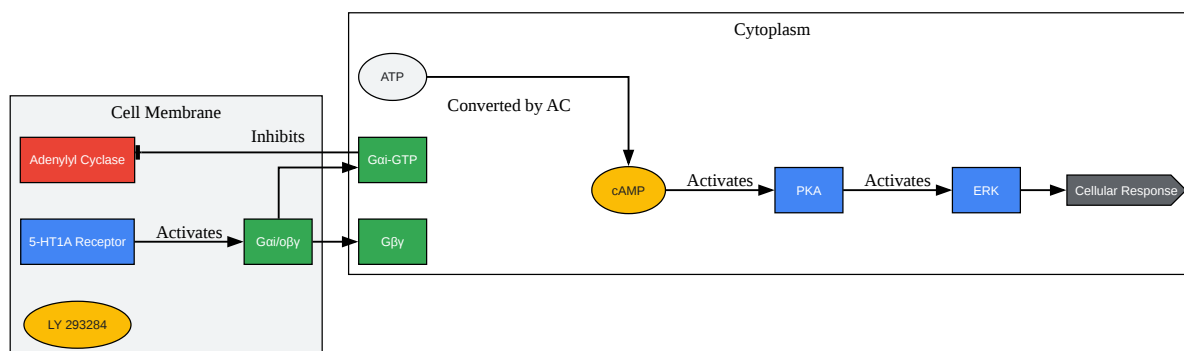 Cytoplasm
ATP
Converted by AC
Cell Membrane
Inhibits
Adenylyl Cyclase
Gαi-GTP
cAMP
Activates
PKA
Activates
ERK
Cellular Response
5-HT1A Receptor
Activates
Gαi/oβγ
Gβγ
LY 293284